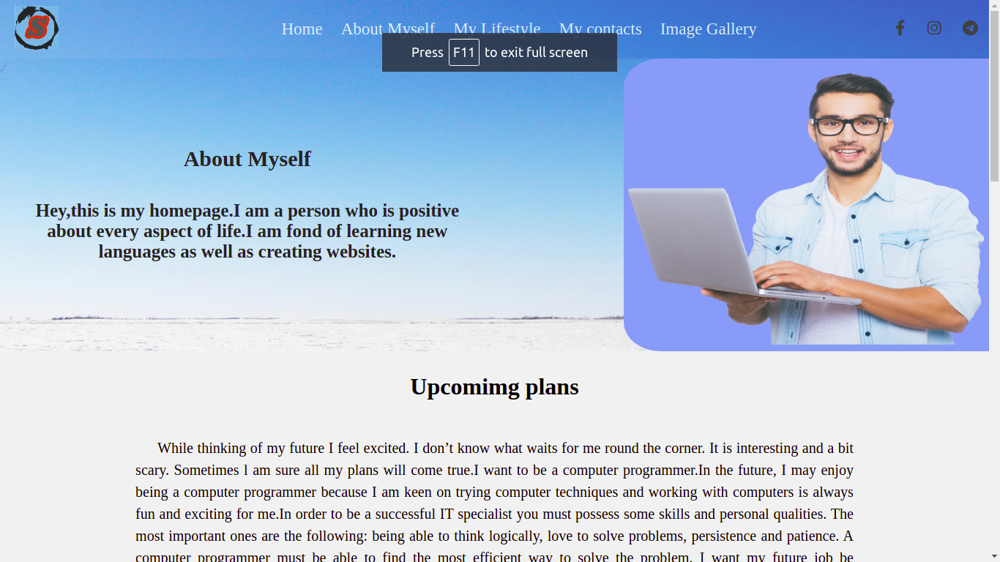 S
Home About Myself My Lifestyle My contacts Image Gallery
Press F11 to exit full screen
About Myself
Hey,this is my homepage.I am a person who is positive
about every aspect of life.I am fond of learning new
languages as well as creating websites.
Upcomimg plans
While thinking of my future I feel excited. I don’t know what waits for me round the corner. It is interesting and a bit
scary. Sometimes l am sure all my plans will come true.I want to be a computer programmer.In the future, I may enjoy
being a computer programmer because I am keen on trying computer techniques and working with computers is always
fun and exciting for me.In order to be a successful IT specialist you must possess some skills and personal qualities. The
most important ones are the following: being able to think logically, love to solve problems, persistence and patience. A
computer programmer must be able to find the most efficient way to solve the problem. I want my future job be